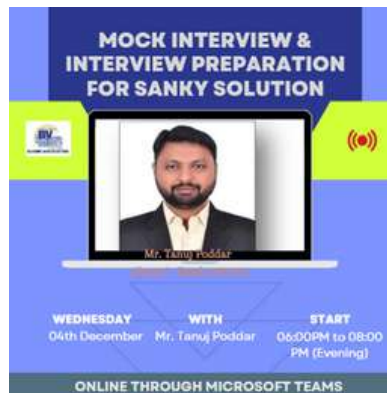 MOCK INTERVIEW &
INTERVIEW PREPARATION
FOR SANKY SOLUTION
BV
Mr. Tanuj Poddar
WEDNESDAY
04th December
WITH
Mr. Tanuj Poddar
START
06:00PM to 08:00
PM (Evening)
ONLINE THROUGH MICROSOFT TEAMS